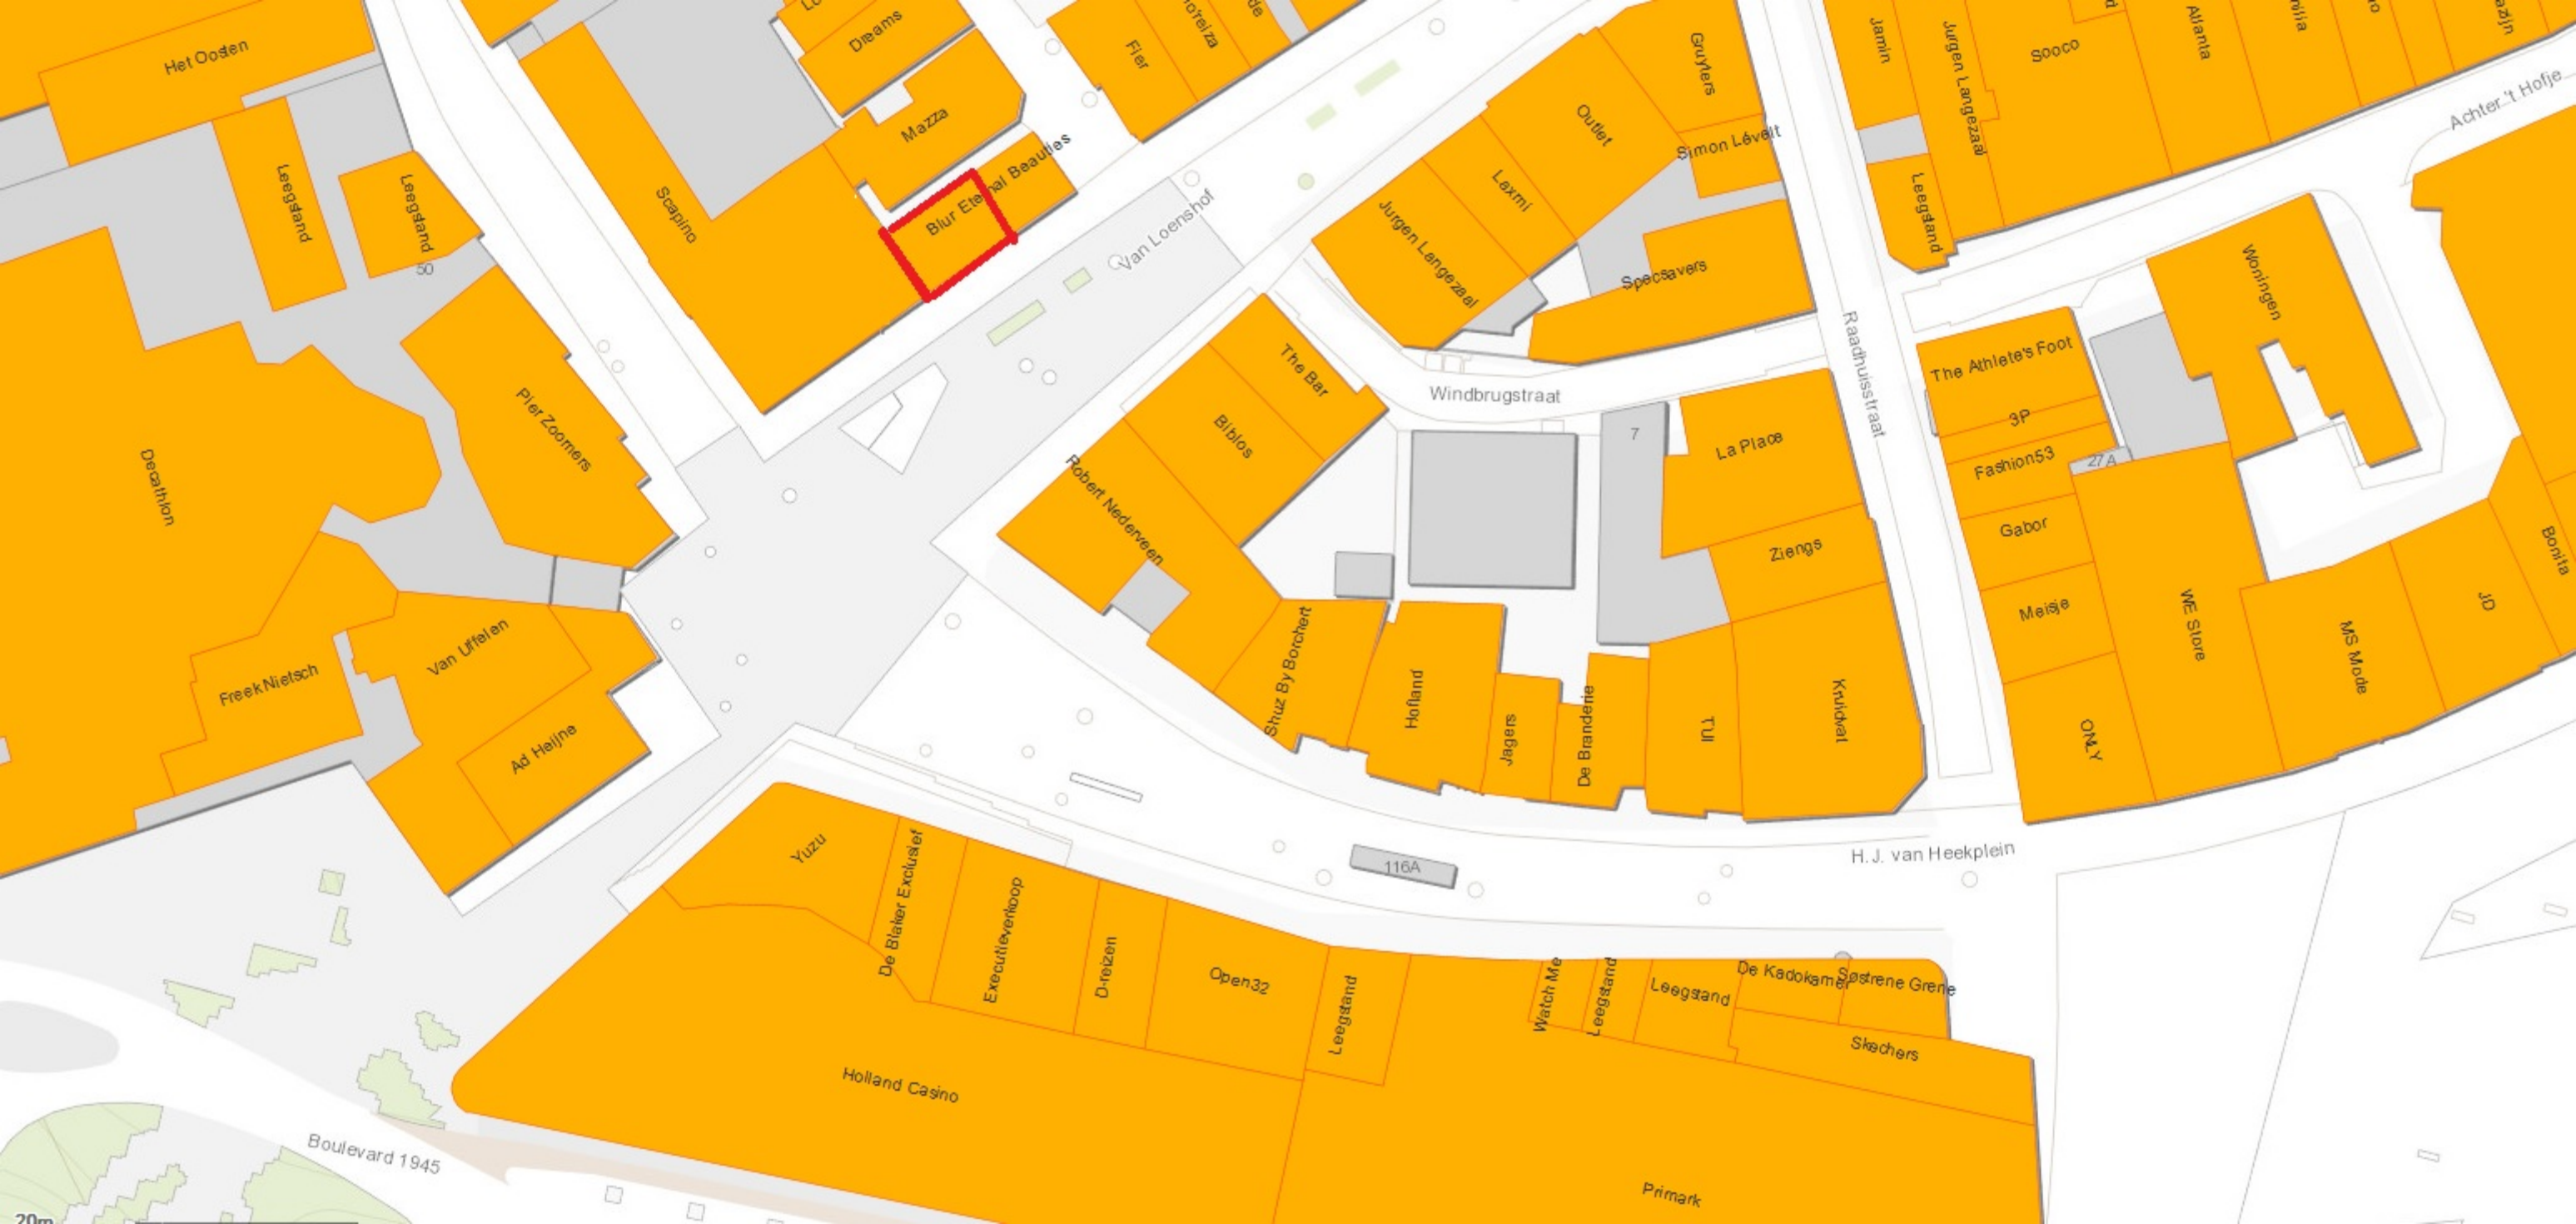 Het Oosten
Dreams
Fier
Gruyters
Jamin
Jurgen Langezaal
Sooco
Atlanta
Achter 't Hofje
Mazza
Outlet
Simon Lévelt
Leegstand
Leegstand
50
Scapino
Blur Eternal Beauties
Van Loenshof
Laxmi
Jurgen Langezaal
Specsavers
Leegstand
Woningen
Raadhuisstraat
The Athlete's Foot
3P
Fashion53
27A
Gabor
Meisje
ONLY
WE Store
MS Mode
JD
Bonita
Pier Zoomers
Decathlon
The Bar
Biblos
Robert Nederveen
Windbrugstraat
7
La Place
Ziengs
Kruidvat
TUI
De Branderie
Jagers
Hofland
Shuz By Borchert
Van Uffelen
Freek Nietsch
Ad Heijne
H.J. van Heekplein
116A
Yuzu
De Blaker Exclusief
Executieverkoop
D-reizen
Open32
Leegstand
Watch Me
Leegstand
Leegstand
De Kadokamer
Søstrene Grene
Skechers
Holland Casino
Primark
Boulevard 1945
20m